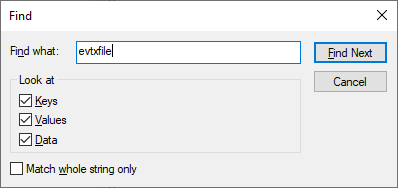 Find
Find what: evtxfile Find Next
Look at Cancel
Keys
Values
Data
Match whole string only